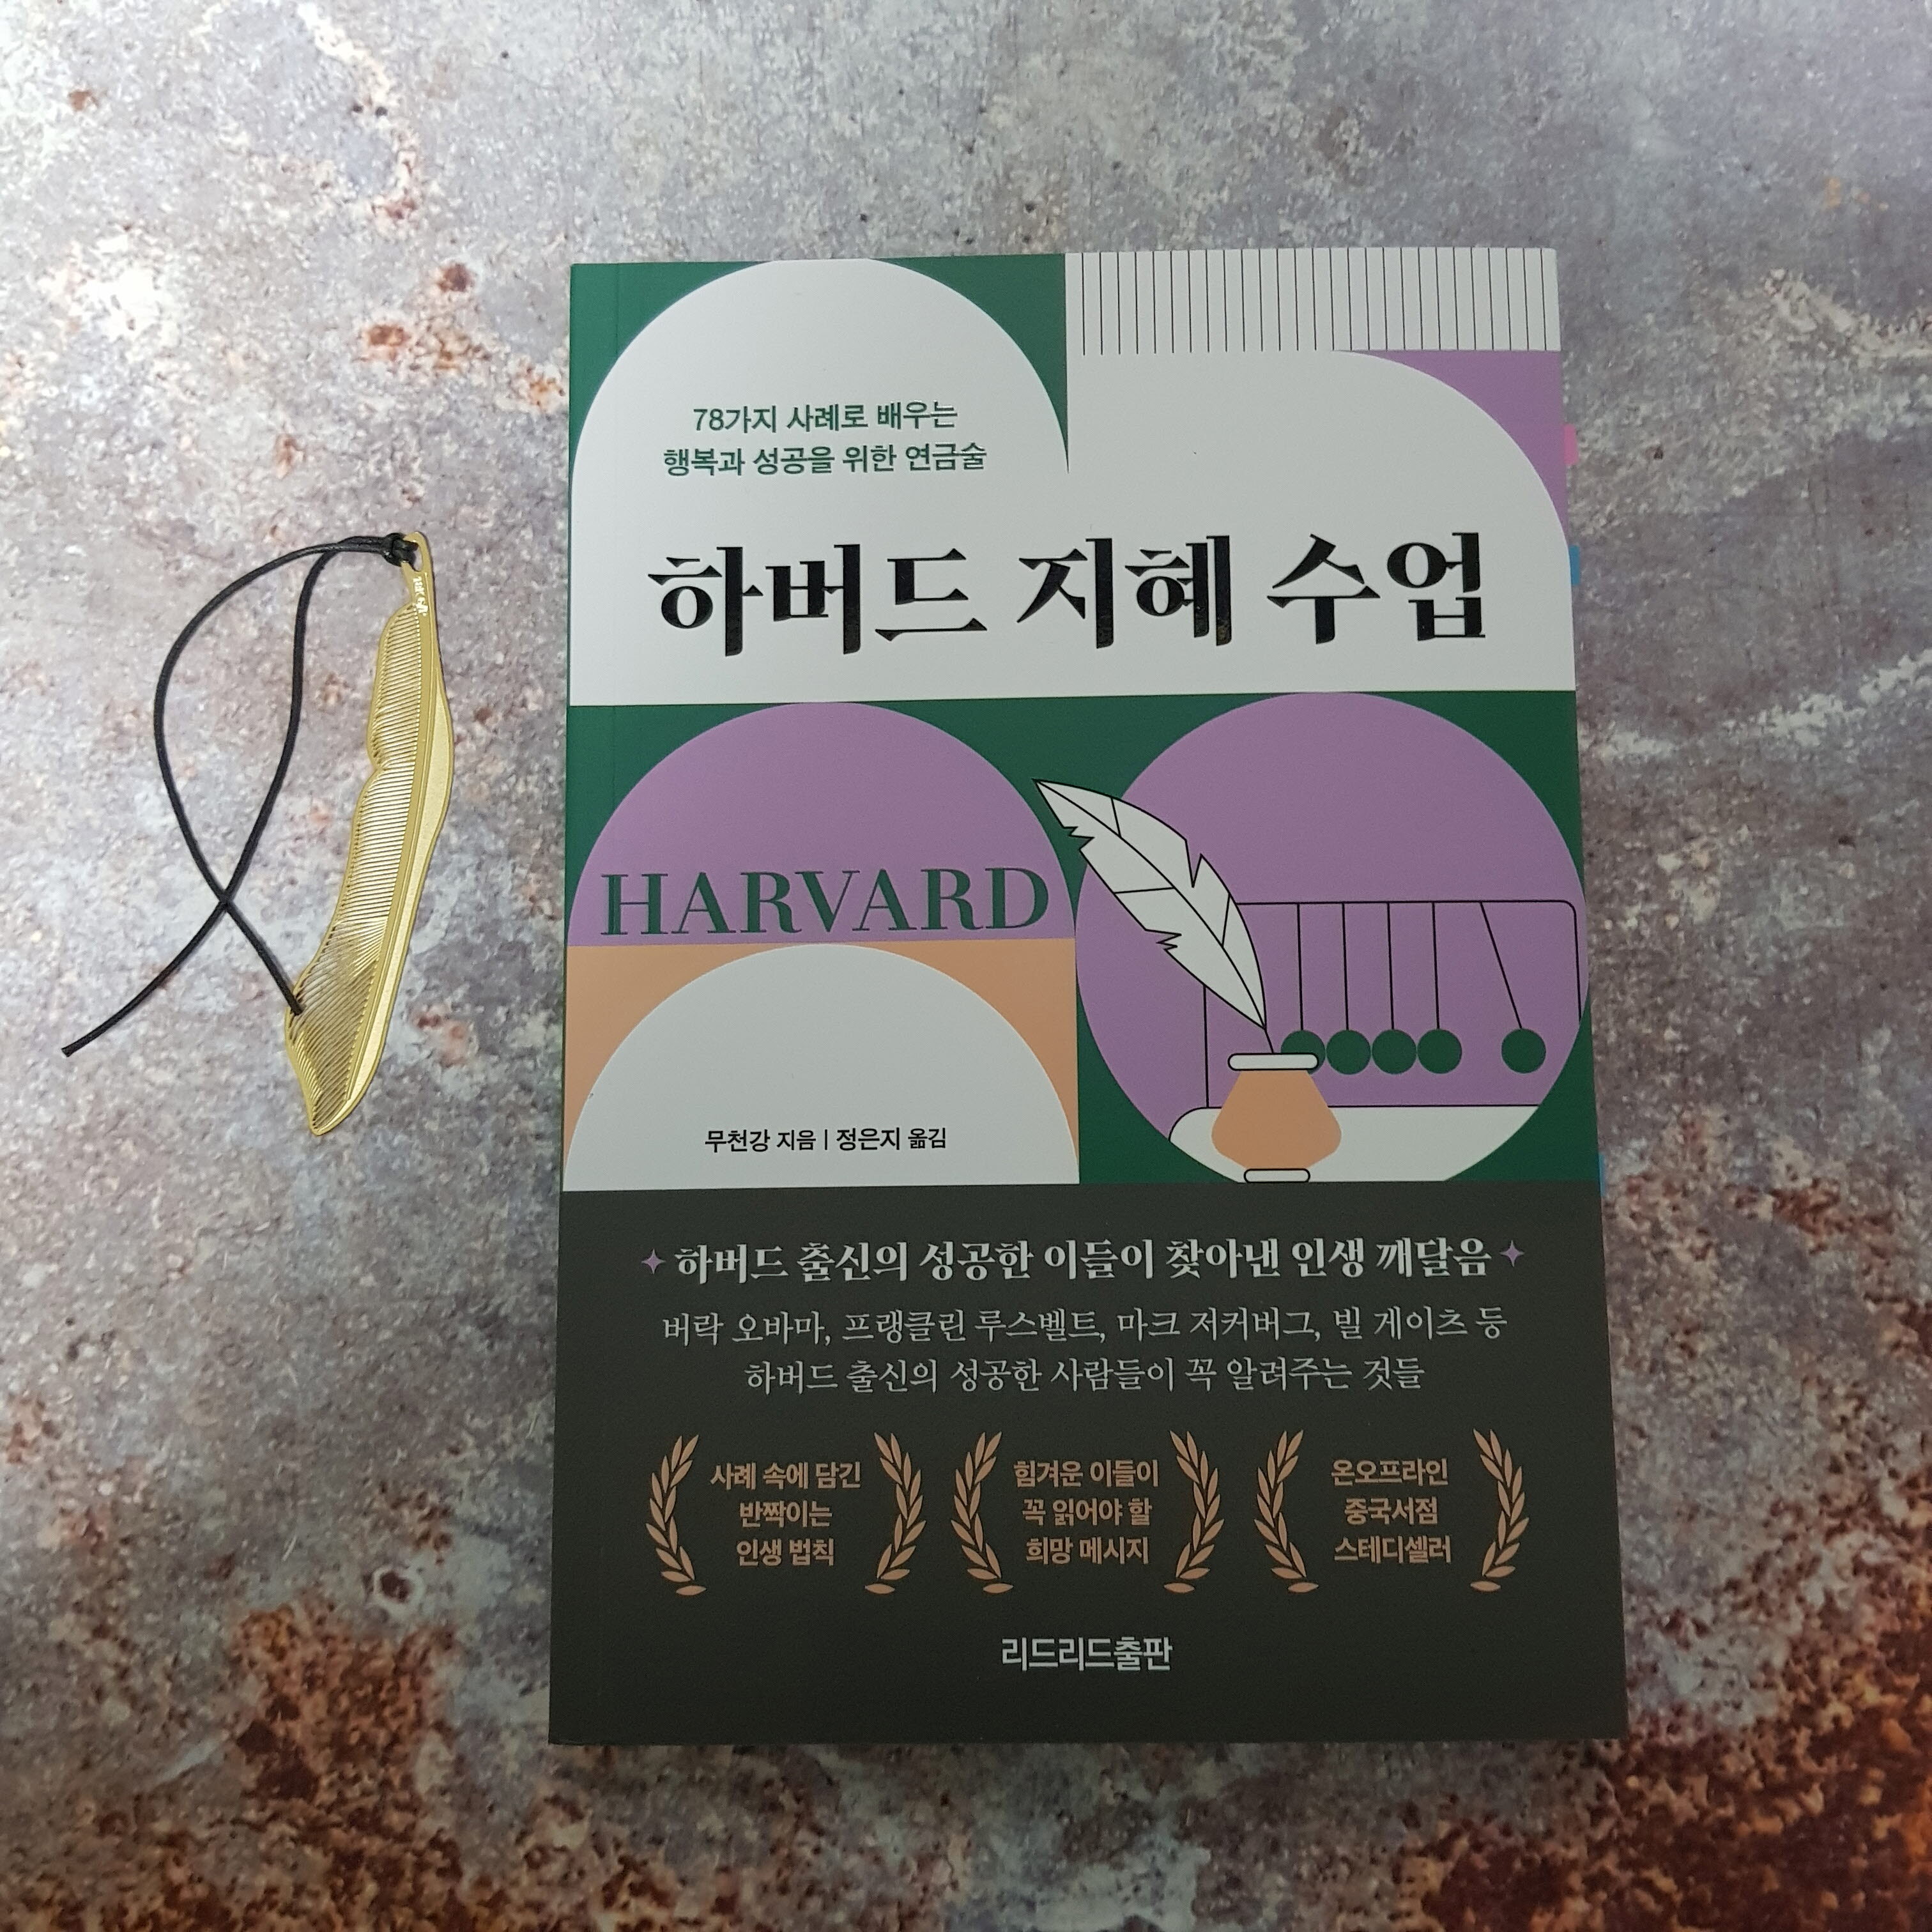 78가지 사례로 배우는
행복과 성공을 위한 연금술
하버드 지혜 수업
HARVARD
무천강 지음 | 정은지 옮김
하버드 출신의 성공한 이들이 찾아낸 인생 깨달음
버락 오바마, 프랭클린 루스벨트, 마크 저커버그, 빌 게이츠 등
하버드 출신의 성공한 사람들이 꼭 알려주는 것들
사례 속에 담긴
반짝이는
인생 법칙
힘겨운 이들이
꼭 읽어야 할
희망 메시지
온오프라인
중국서점
스테디셀러
리드리드출판